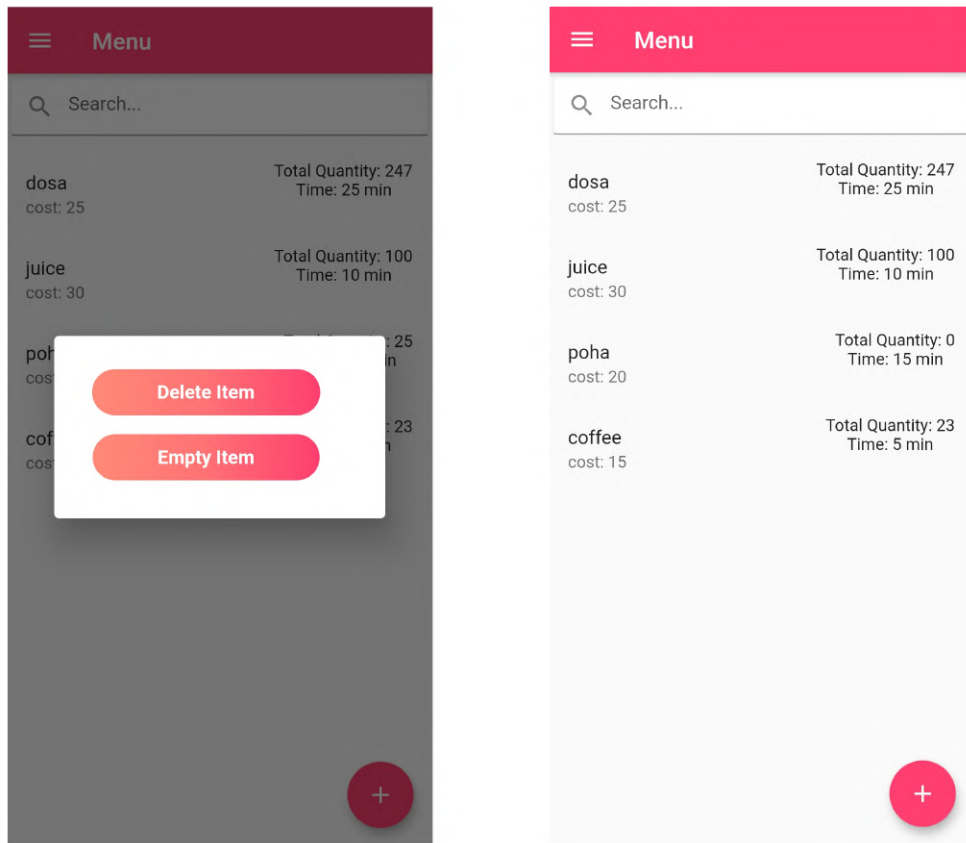 Menu
Search...
dosa
cost: 25
Total Quantity: 247
Time: 25 min
juice
cost: 30
Total Quantity: 100
Time: 10 min
: 25
Delete Item
Empty Item
: 23
+
Menu
Search...
dosa
cost: 25
Total Quantity: 247
Time: 25 min
juice
cost: 30
Total Quantity: 100
Time: 10 min
poha
cost: 20
Total Quantity: 0
Time: 15 min
coffee
cost: 15
Total Quantity: 23
Time: 5 min
+